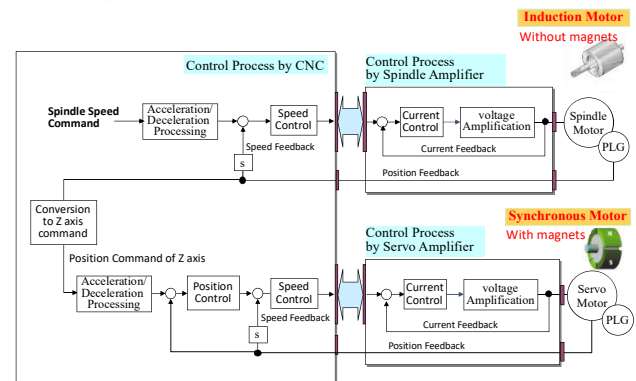 Induction Motor
Without magnets
Control Process by CNC
Control Process
by Spindle Amplifier
Spindle Speed
Command
Acceleration/
Deceleration
Processing
Speed
Control
Speed Feedback
s
Current
Control
voltage
Amplification
Current Feedback
Spindle
Motor
PLG
Position Feedback
Conversion
to Z axis
command
Position Command of Z axis
Control Process
by Servo Amplifier
Synchronous Motor
With magnets
N
S
Acceleration/
Deceleration
Processing
Position
Control
Speed
Control
Speed Feedback
s
Current
Control
voltage
Amplification
Current Feedback
Servo
Motor
PLG
Position Feedback